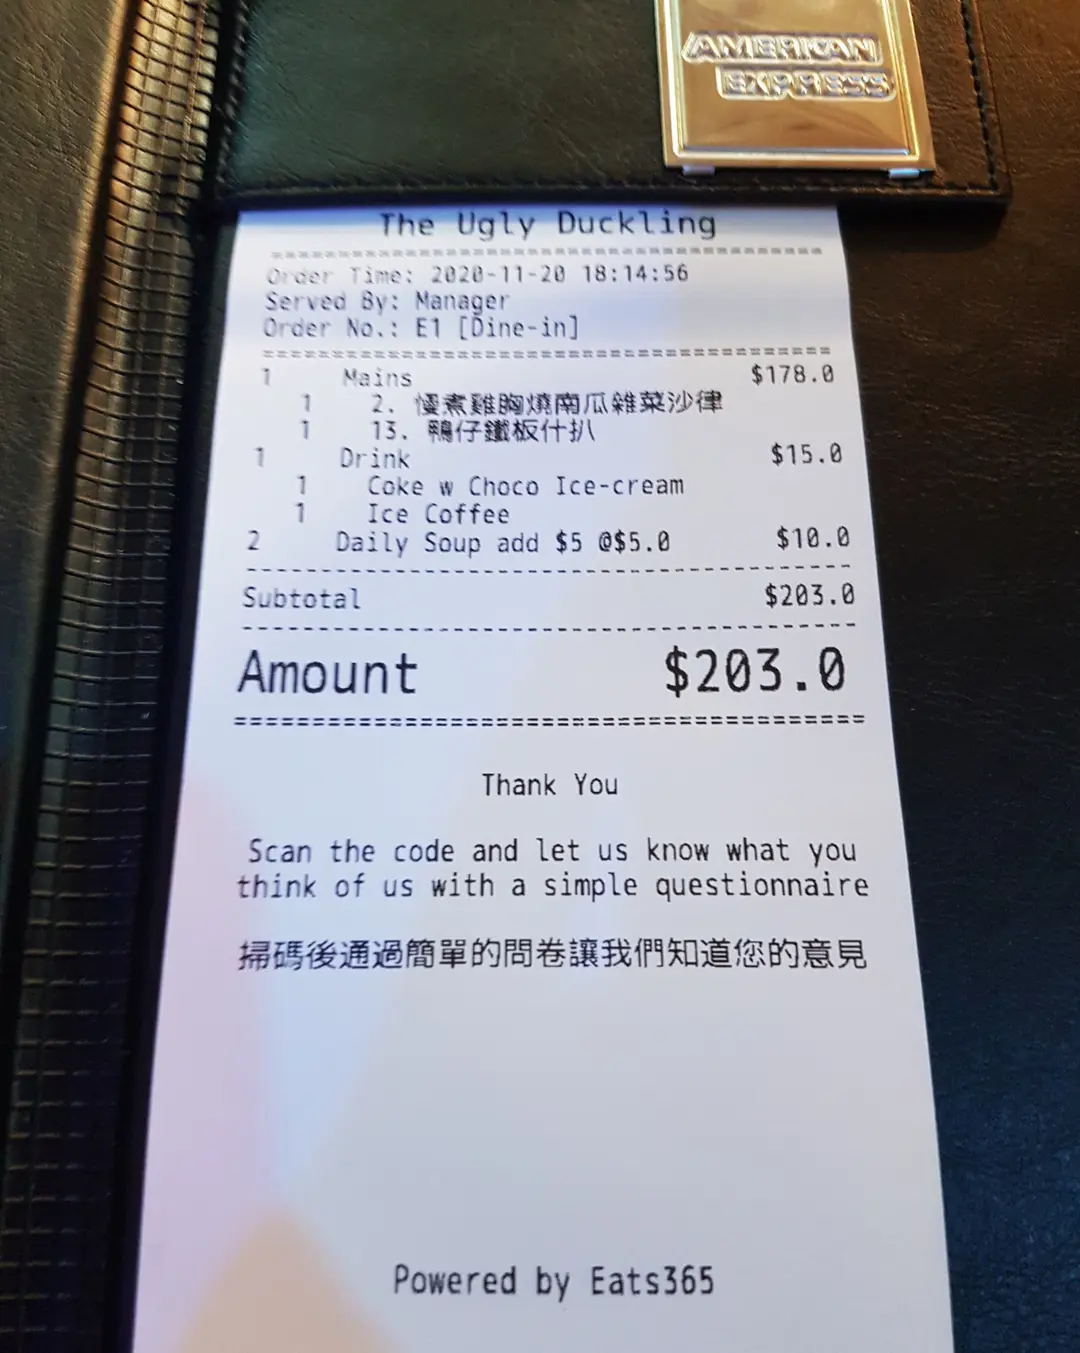 AMERICAN
EXPRESS
The Ugly Duckling
Order Time: 2020-11-20 18:14:56
Served By: Manager
Order No.: E1 [Dine-in]
1 Mains $178.0
1 2. 慢煮雞胸燒南瓜雜菜沙律
1 13. 鴨仔鐵板什扒
1 Drink $15.0
1 Coke w Choco Ice-cream
1 Ice Coffee
2 Daily Soup add $5 @$5.0 $10.0
Subtotal $203.0
Amount $203.0
Thank You
Scan the code and let us know what you
think of us with a simple questionnaire
掃碼後通過簡單的問卷讓我們知道您的意見
Powered by Eats365